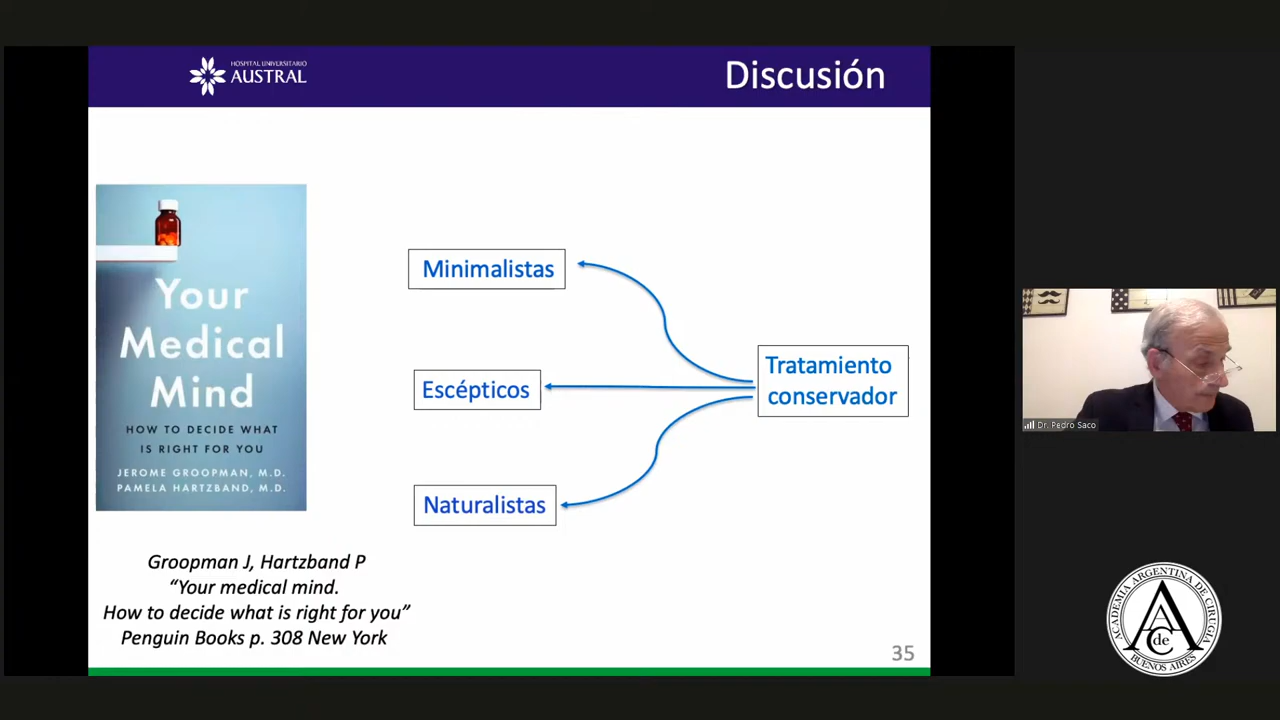 HOSPITAL UNIVERSITARIO
AUSTRAL
Discusión
Your
Medical
Mind
HOW TO DECIDE WHAT
IS RIGHT FOR YOU
JEROME GROOPMAN, M.D.
PAMELA HARTZBAND, M.D.
Minimalistas
Escépticos
Naturalistas
Tratamiento
conservador
Groopman J, Hartzband P
“Your medical mind.
How to decide what is right for you”
Penguin Books p. 308 New York
35
Dr. Pedro Saco
ACADEMIA ARGENTINA DE CIRUGÍA
A A de C
BUENOS AIRES